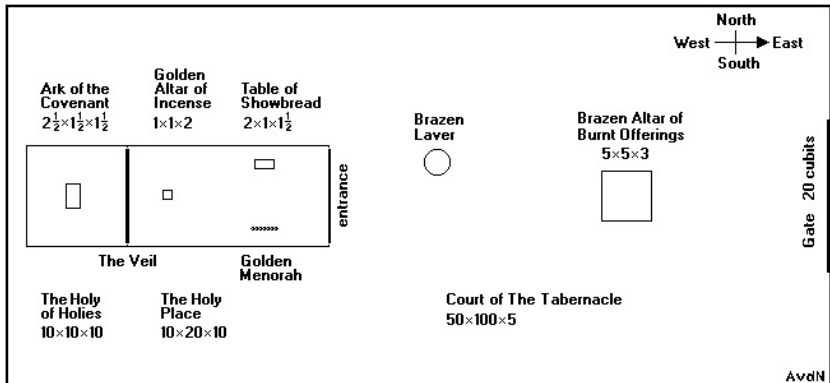 North
West East
South
Ark of the
Covenant
2½×1½×1½
Golden
Altar of
Incense
1×1×2
Table of
Showbread
2×1×1½
Brazen
Laver
Brazen Altar of
Burnt Offerings
5×5×3
entrance
Gate 20 cubits
The Veil
Golden
Menorah
The Holy
of Holies
10×10×10
The Holy
Place
10×20×10
Court of The Tabernacle
50×100×5
AvdN